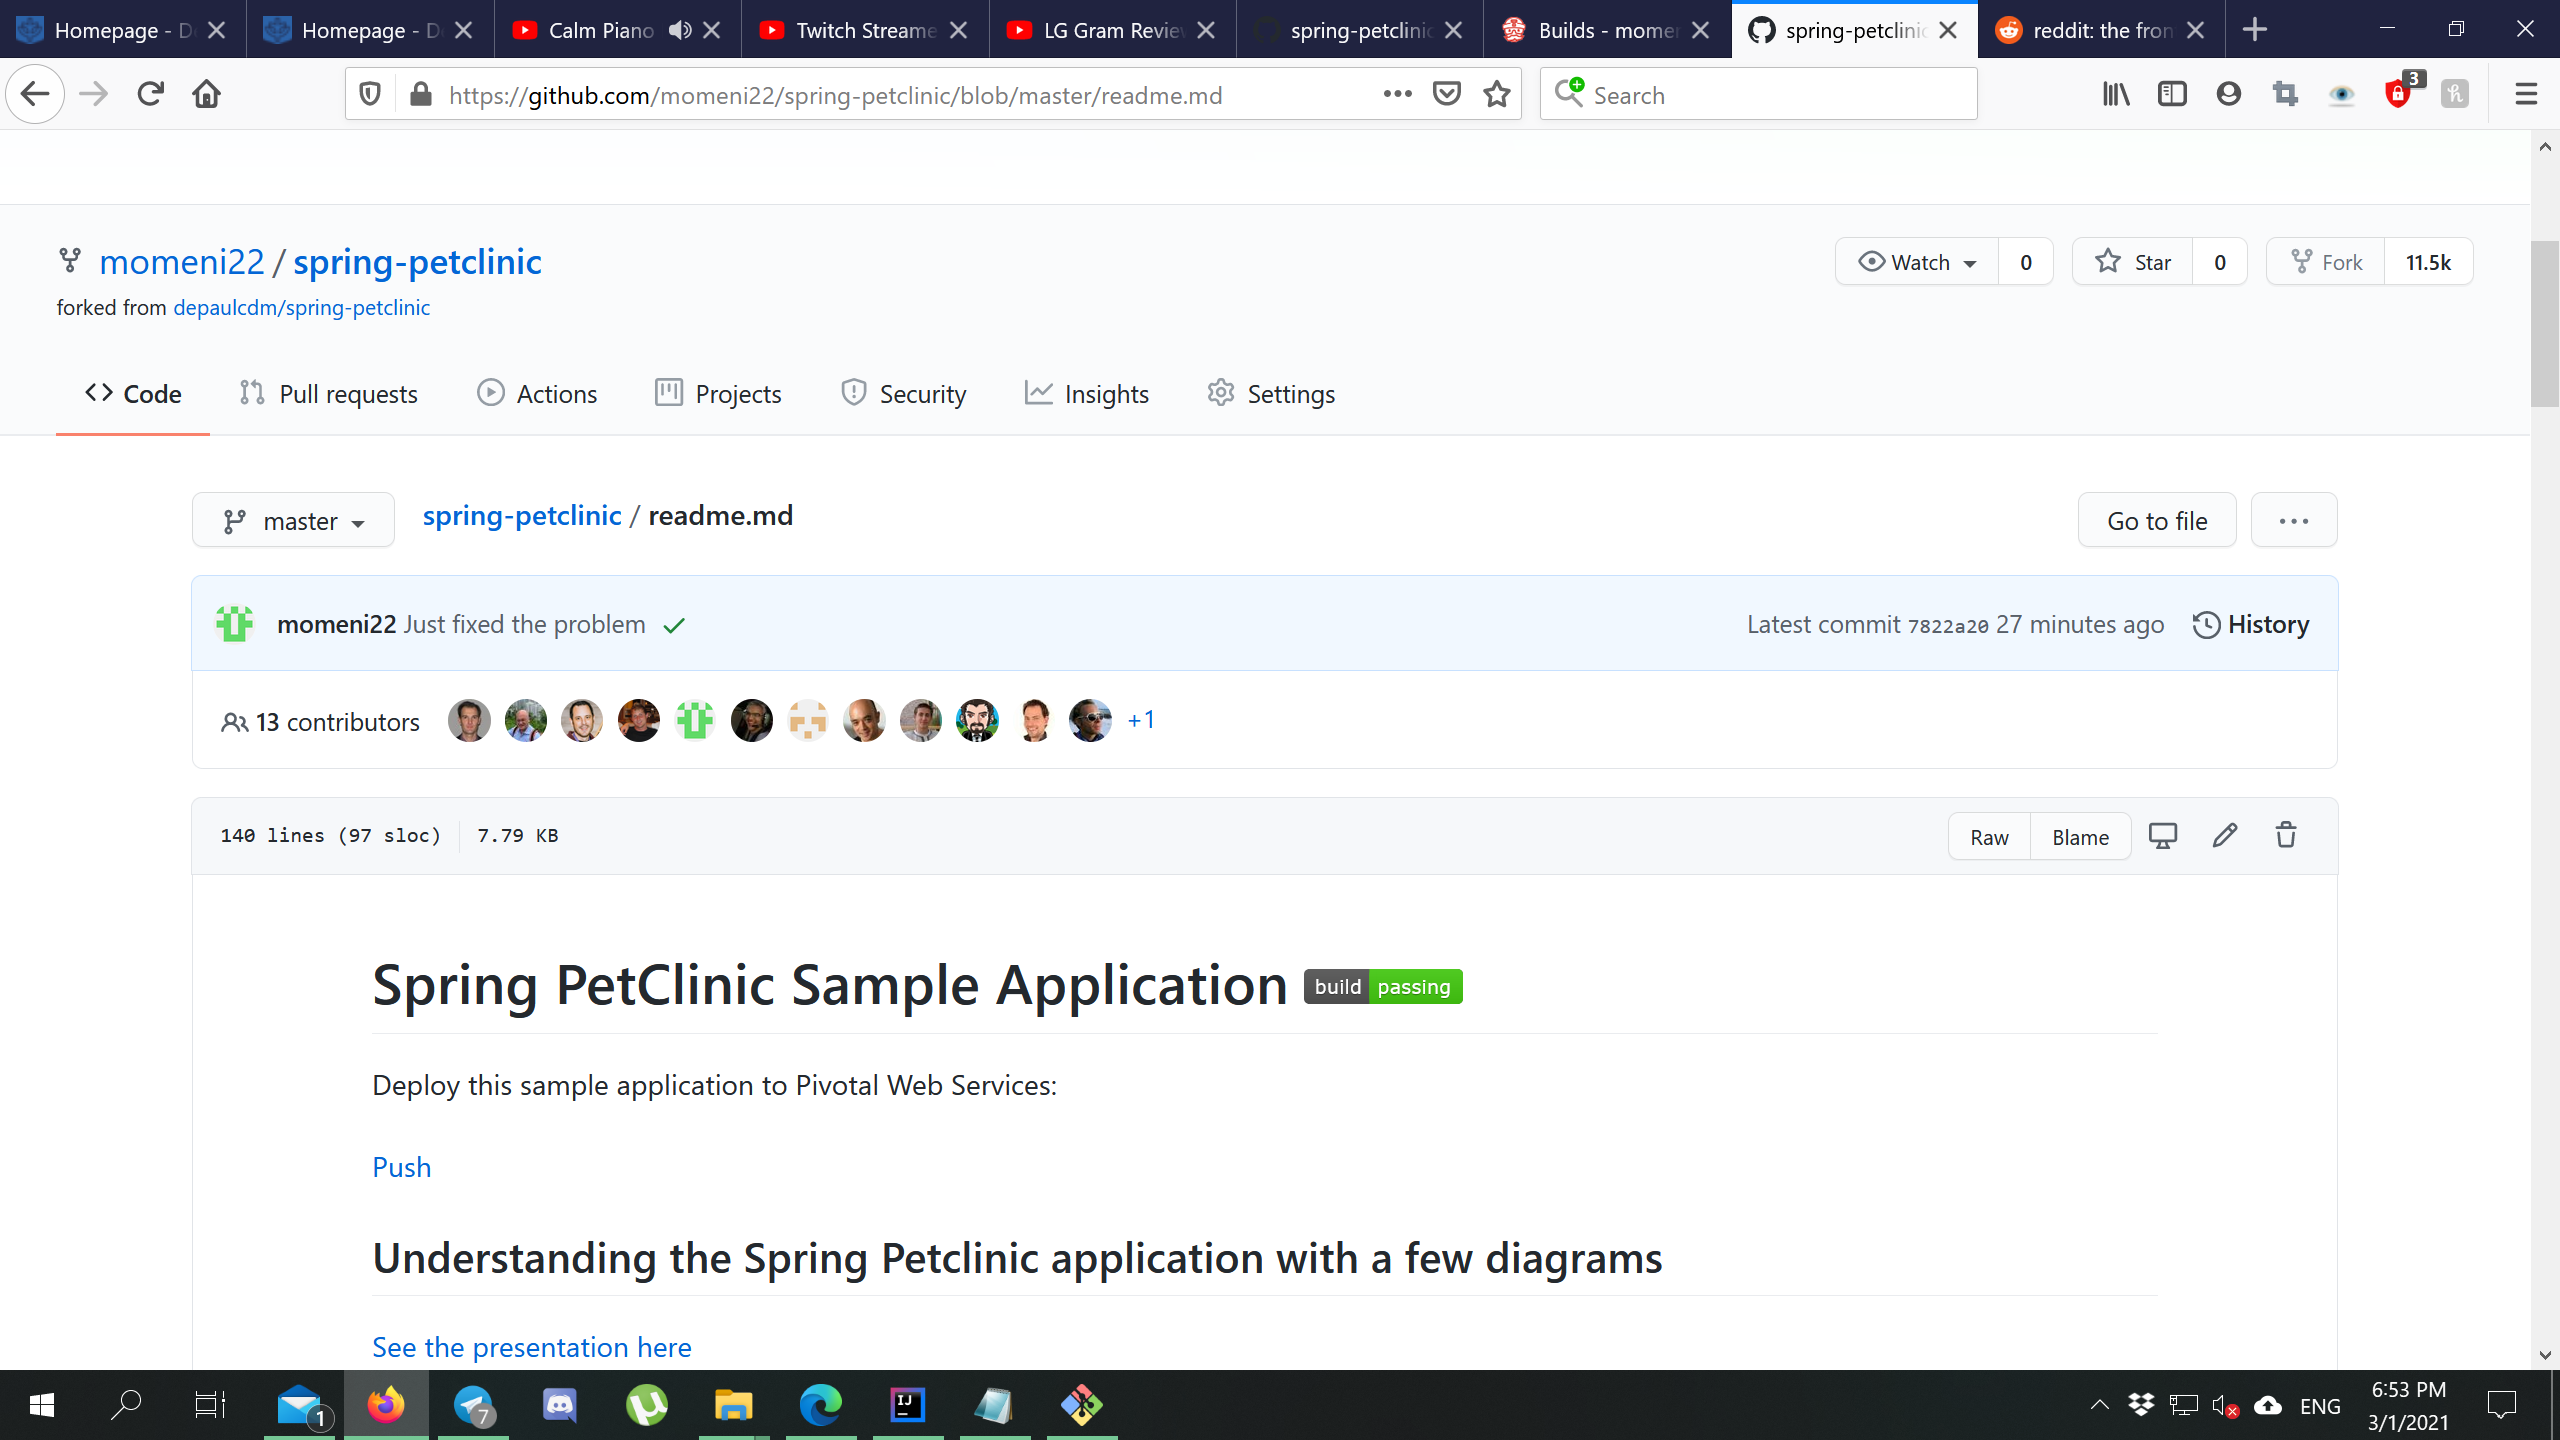 Homepage - D
Homepage - D
Calm Piano
Twitch Streame
LG Gram Review
spring-petclinic
Builds - momen
spring-petclinic
reddit: the fron
https://github.com/momeni22/spring-petclinic/blob/master/readme.md
Search
3
momeni22 / spring-petclinic
Watch 0
Star 0
Fork 11.5k
forked from depaulcdm/spring-petclinic
Code
Pull requests
Actions
Projects
Security
Insights
Settings
master
spring-petclinic / readme.md
Go to file
momeni22 Just fixed the problem
Latest commit 7822a20 27 minutes ago
History
13 contributors
+1
140 lines (97 sloc)
7.79 KB
Raw
Blame
Spring PetClinic Sample Application
build passing
Deploy this sample application to Pivotal Web Services:
Push
Understanding the Spring Petclinic application with a few diagrams
See the presentation here
1
7
IJ
ENG
6:53 PM
3/1/2021